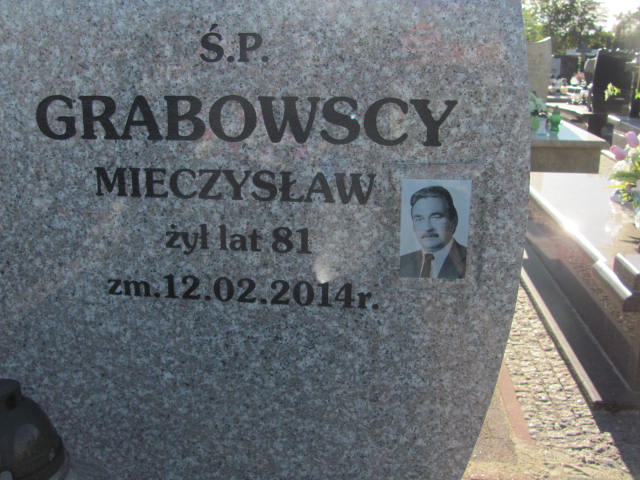 Ś.P.
GRABOWSCY
MIECZYSŁAW
żył lat 81
zm.12.02.2014r.